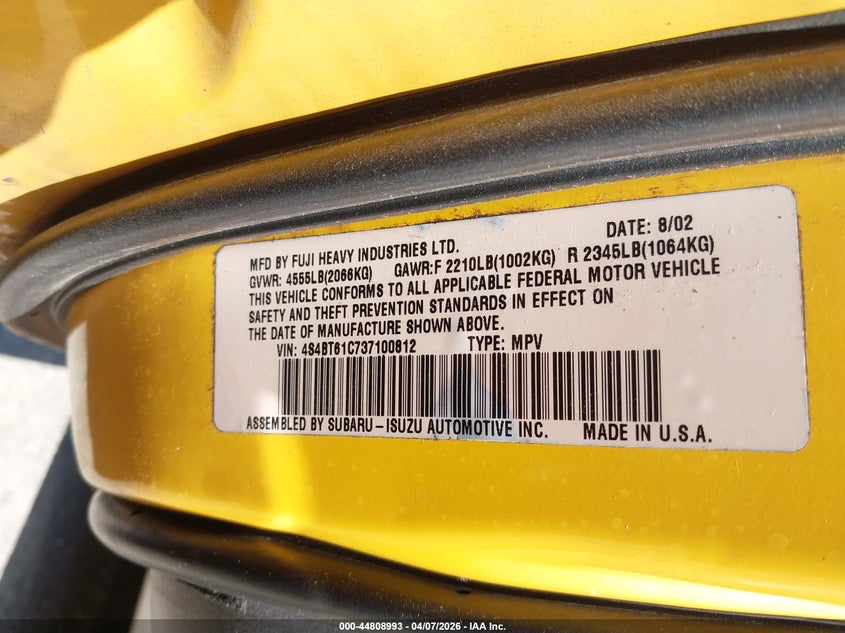 DATE: 8/02
MFD BY FUJI HEAVY INDUSTRIES LTD.
GVWR: 4555LB(2066KG) GAWR:F 2210LB(1002KG) R 2345LB(1064KG)
THIS VEHICLE CONFORMS TO ALL APPLICABLE FEDERAL MOTOR VEHICLE
SAFETY AND THEFT PREVENTION STANDARDS IN EFFECT ON
THE DATE OF MANUFACTURE SHOWN ABOVE.
VIN: 4S4BT61C737100812 TYPE: MPV
ASSEMBLED BY SUBARU-ISUZU AUTOMOTIVE INC. MADE IN U.S.A.
000-44808993 - 04/07/2026 - IAA Inc.